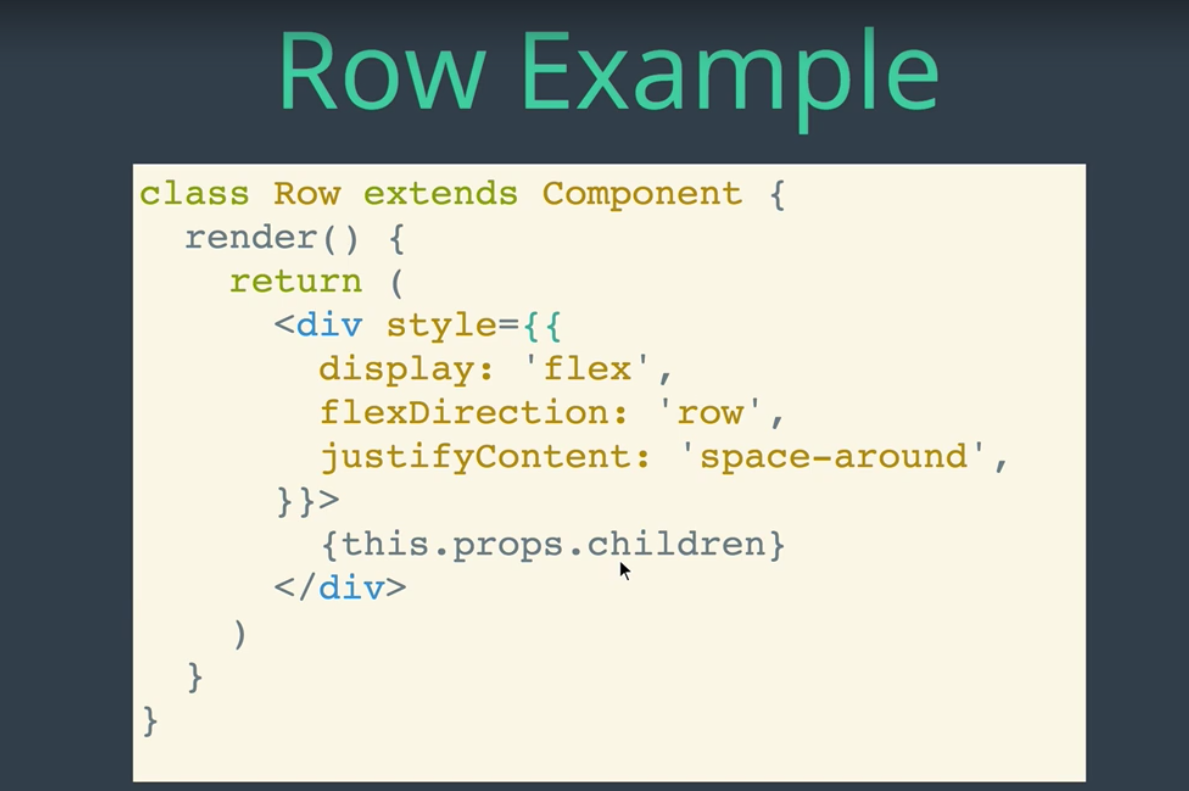 Row Example
class Row extends Component {
  render() {
    return (
      <div style={{
        display: 'flex',
        flexDirection: 'row',
        justifyContent: 'space-around',
      }}>
        {this.props.children}
      </div>
    )
  }
}